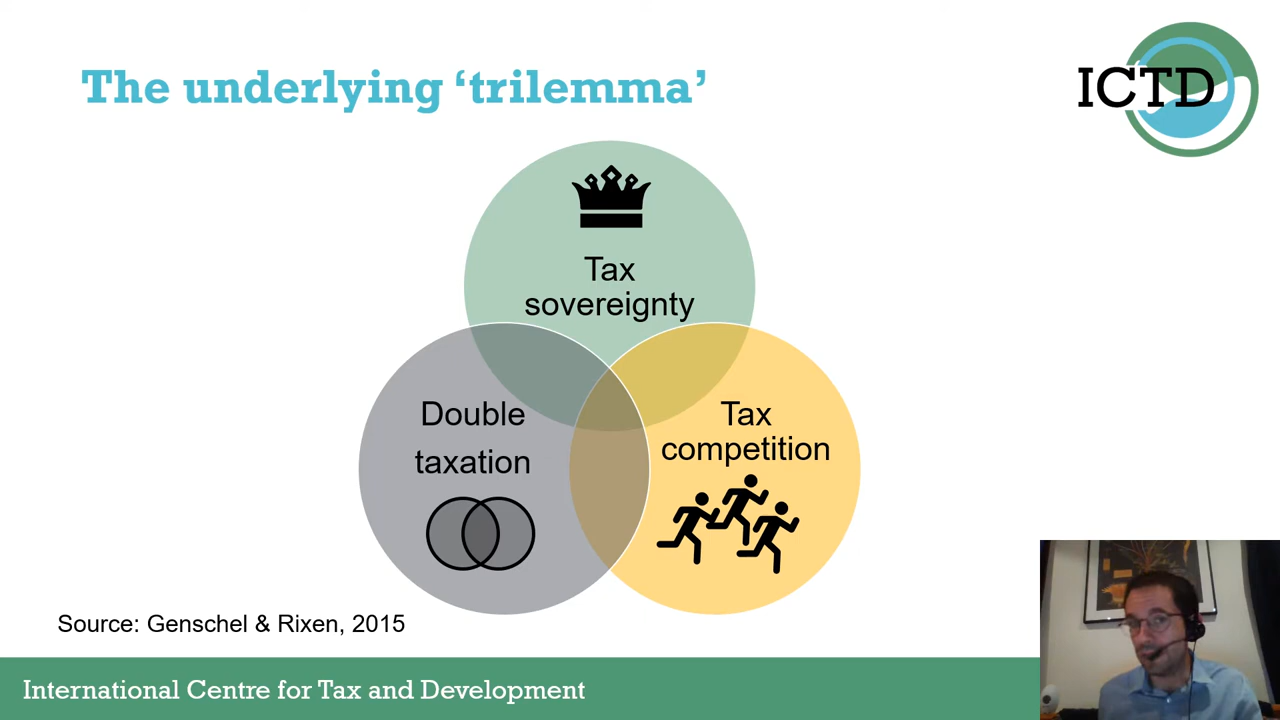 The underlying ‘trilemma’
ICTD
Tax
sovereignty
Double
taxation
Tax
competition
Source: Genschel & Rixen, 2015
International Centre for Tax and Development